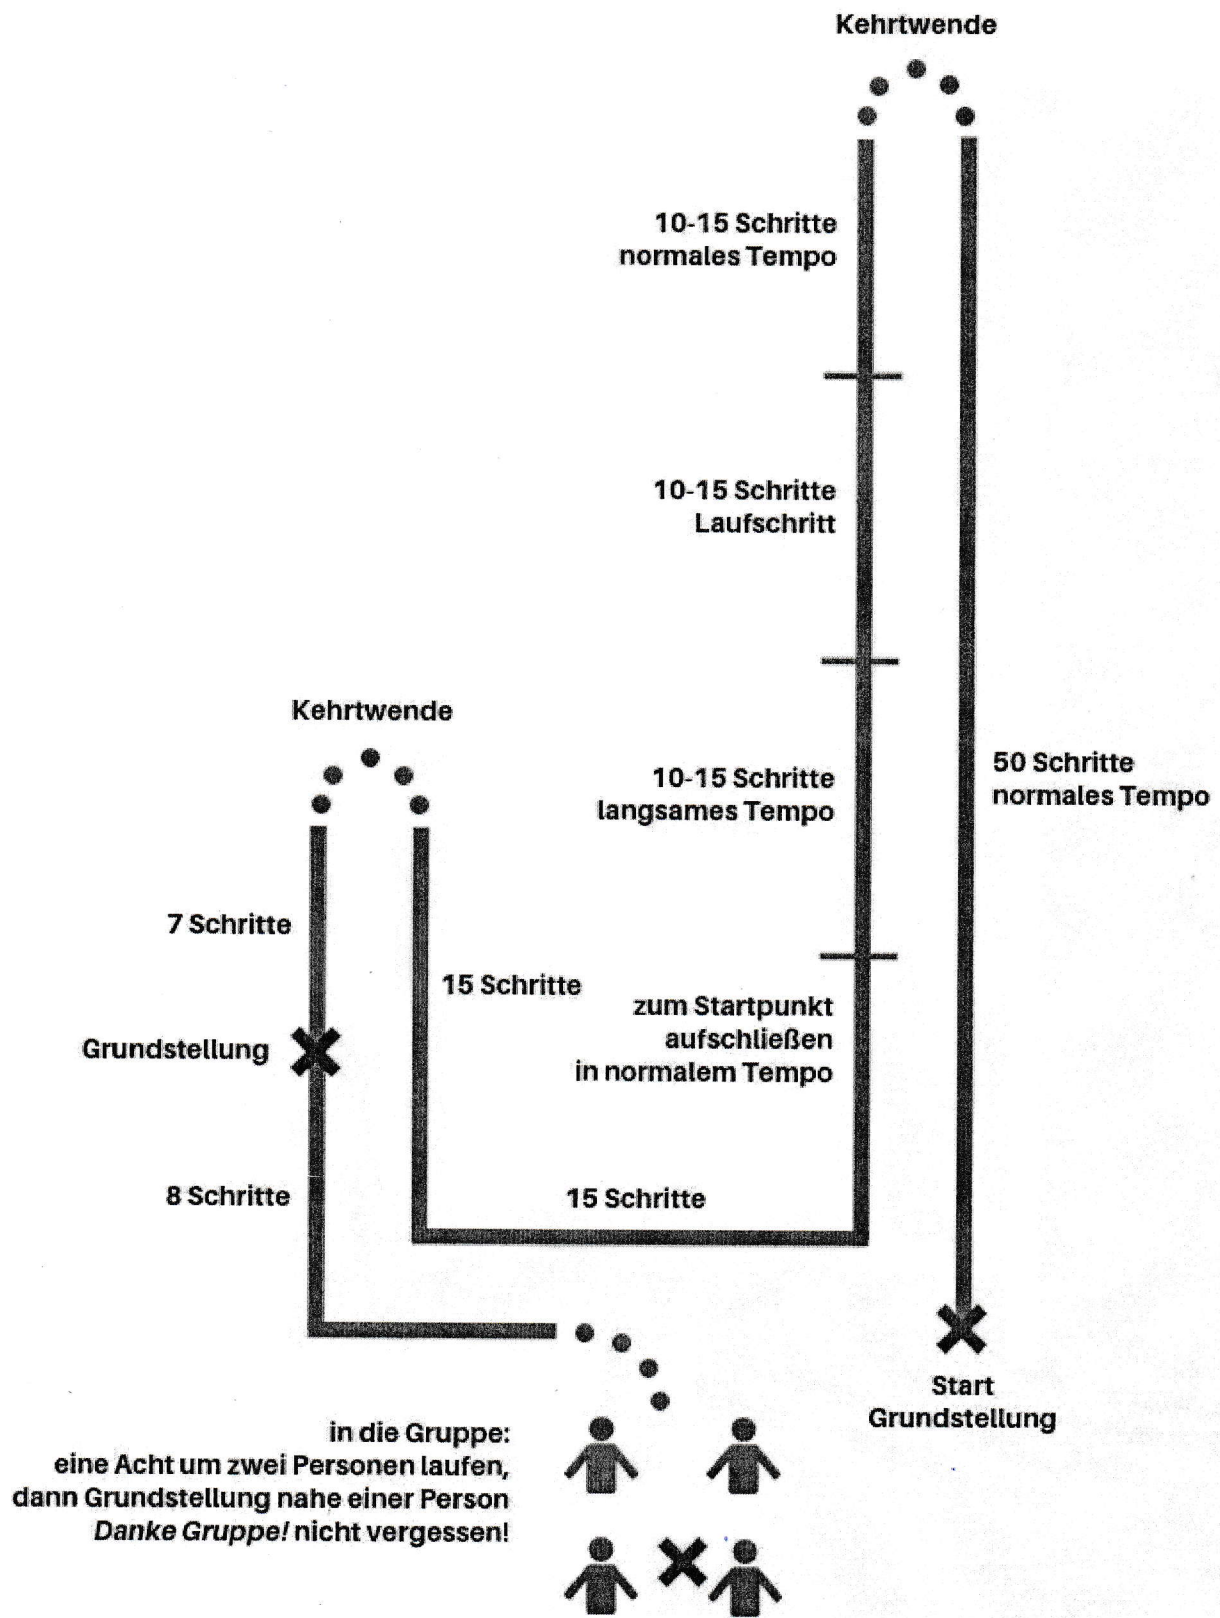 Kehrtwende
10-15 Schritte
normales Tempo
10-15 Schritte
Laufschritt
Kehrtwende
50 Schritte
normales Tempo
10-15 Schritte
langsames Tempo
7 Schritte
15 Schritte
zum Startpunkt
aufschließen
in normalem Tempo
Grundstellung
8 Schritte
15 Schritte
Start
Grundstellung
in die Gruppe:
eine Acht um zwei Personen laufen,
dann Grundstellung nahe einer Person
Danke Gruppe! nicht vergessen!